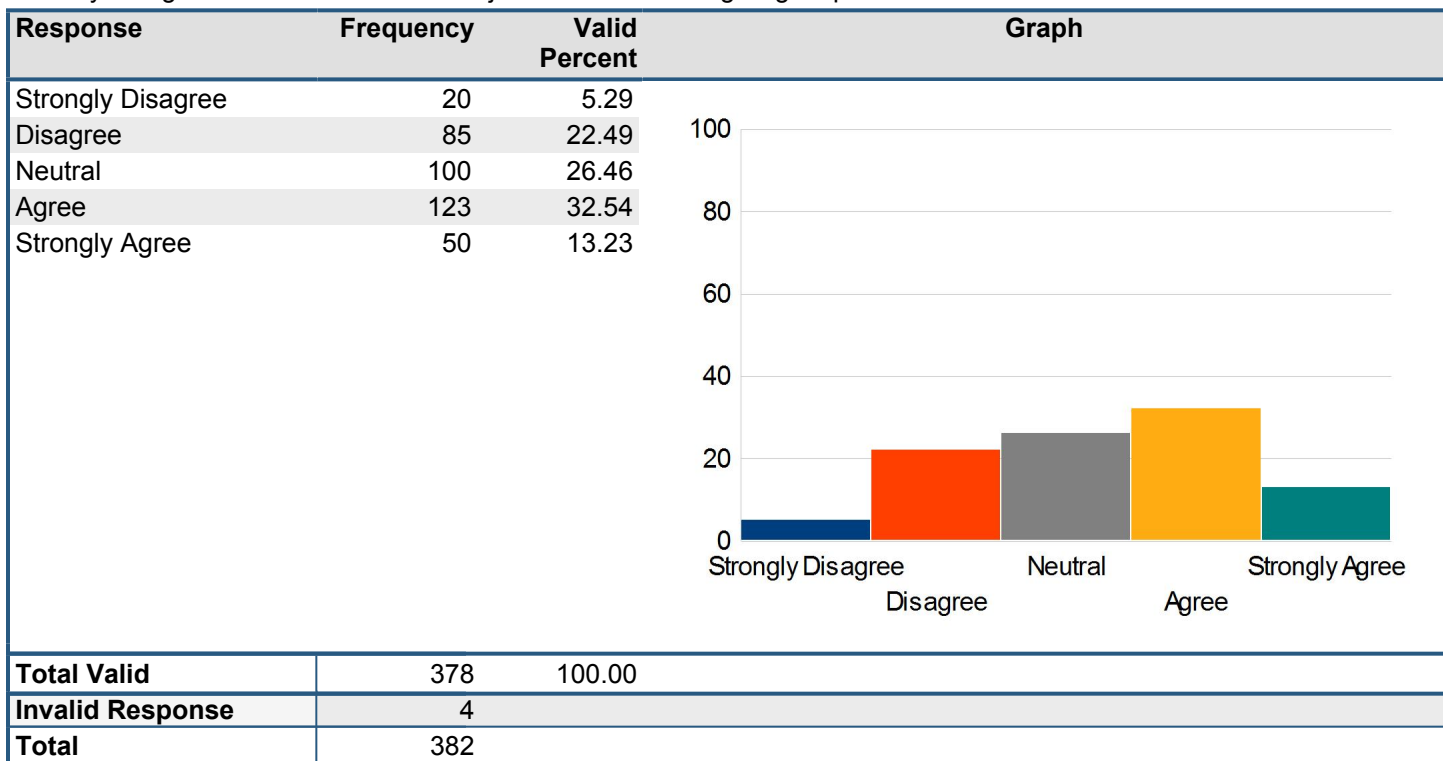 Response Frequency Valid Percent Graph
Strongly Disagree 20 5.29
Disagree 85 22.49
Neutral 100 26.46
Agree 123 32.54
Strongly Agree 50 13.23
100
80
60
40
20
0
Strongly Disagree Neutral Strongly Agree
Disagree Agree
Total Valid 378 100.00
Invalid Response 4
Total 382